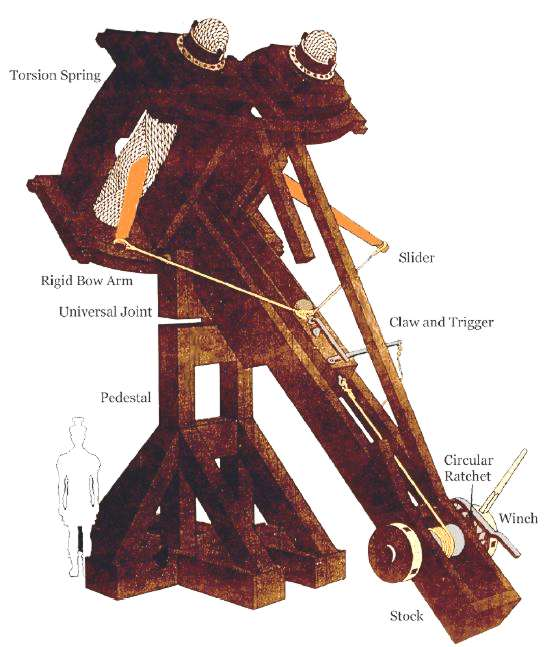 Torsion Spring
Slider
Rigid Bow Arm
Universal Joint
Claw and Trigger
Pedestal
Circular
Ratchet
Winch
Stock